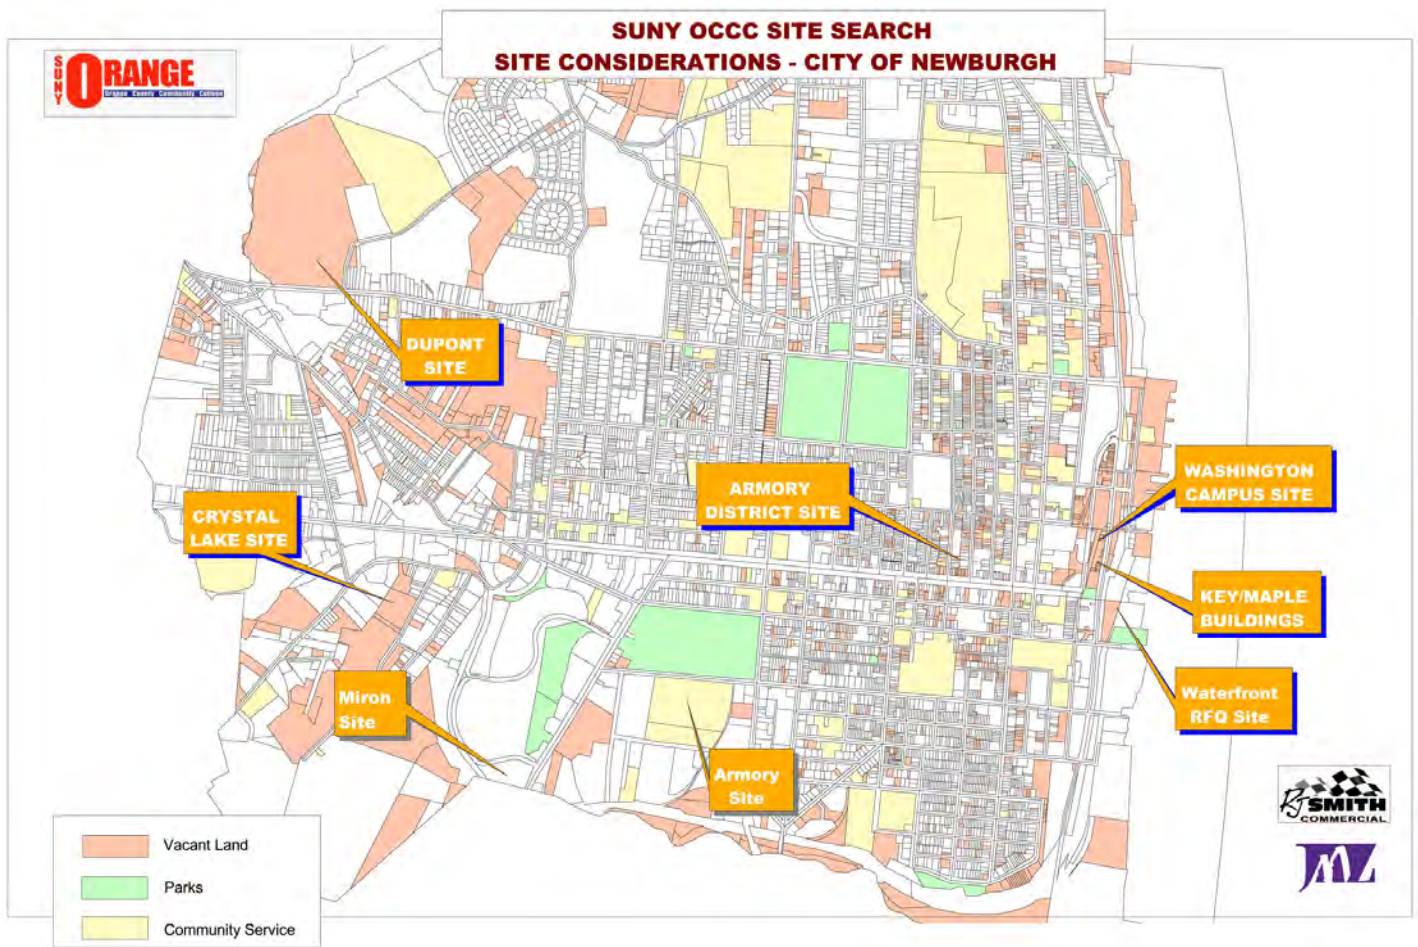 SUNY OCCC SITE SEARCH
SITE CONSIDERATIONS - CITY OF NEWBURGH
SUNY
ORANGE
Orange County Community College
DUPONT
SITE
CRYSTAL
LAKE SITE
ARMORY
DISTRICT SITE
WASHINGTON
CAMPUS SITE
KEY/MAPLE
BUILDINGS
Miron
Site
Waterfront
RFQ Site
Armory
Site
RJ SMITH
COMMERCIAL
JMZ
Vacant Land
Parks
Community Service